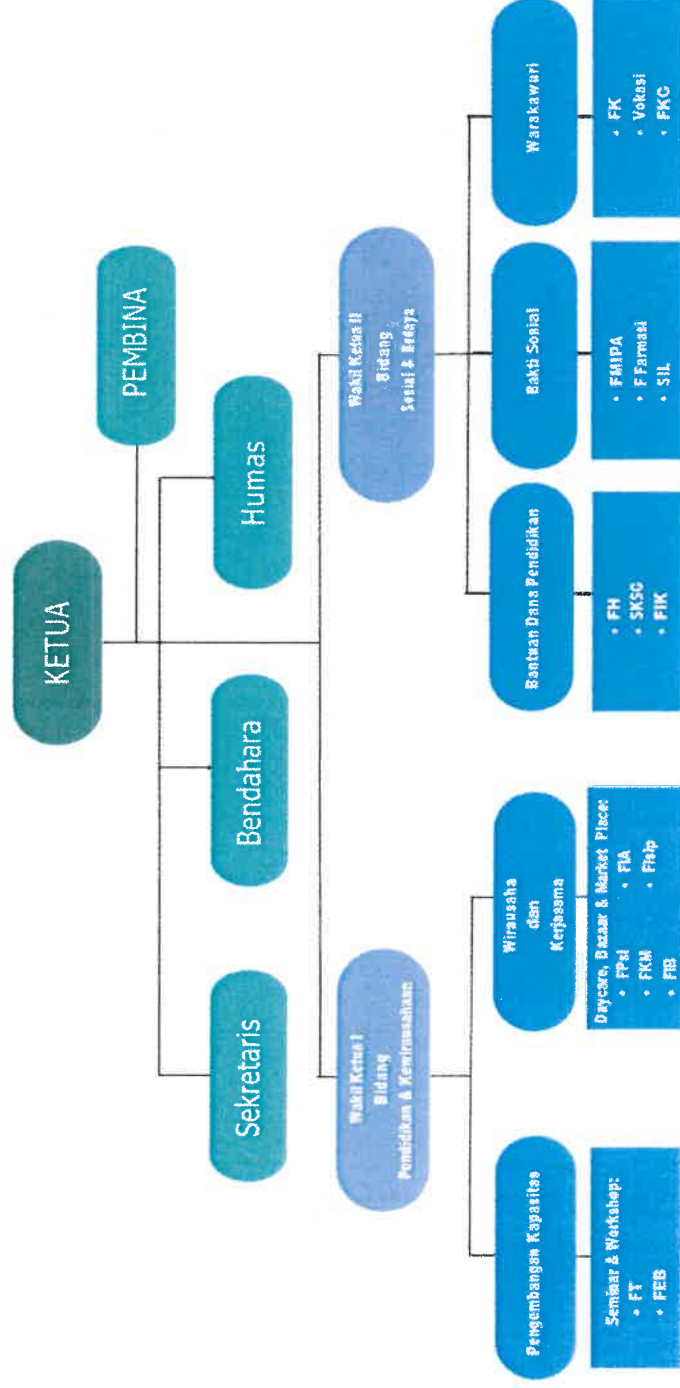 KETUA
PEMBINA
Sekretaris
Bendahara
Humas
Wakil Ketua I
Bidang
Pendidikan & Kewirausahaan
Wakil Ketua II
Bidang
Sosial & Budaya
Pengembangan Kapasitas
Wirausaha
dan
Kerjasama
Bantuan Dana Pendidikan
Bakti Sosial
Warakawuri
Seminar & Workshop:
• FT
• FEB
Daycare, Bazaar & Market Place:
• FPsi • FIA
• FKM • Fisip
• FIB
• FH
• SKSG
• FIK
• FMIPA
• F Farmasi
• SIL
• FK
• Vokasi
• FKG